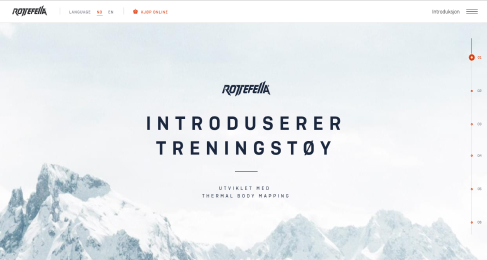 ROTTEFELLA
LANGUAGE NO EN
KJØP ONLINE
Introduksjon
01
02
03
04
05
06
ROTTEFELLA
INTRODUSERER
TRENINGSTØY
UTVIKLET MED
THERMAL BODY MAPPING